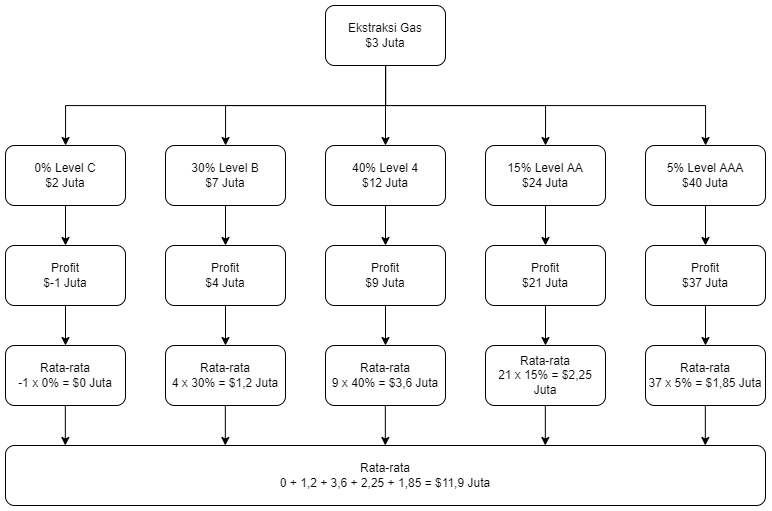 Ekstraksi Gas
$3 Juta
0% Level C
$2 Juta
30% Level B
$7 Juta
40% Level 4
$12 Juta
15% Level AA
$24 Juta
5% Level AAA
$40 Juta
Profit
$-1 Juta
Profit
$4 Juta
Profit
$9 Juta
Profit
$21 Juta
Profit
$37 Juta
Rata-rata
-1 x 0% = $0 Juta
Rata-rata
4 x 30% = $1,2 Juta
Rata-rata
9 x 40% = $3,6 Juta
Rata-rata
21 x 15% = $2,25
Juta
Rata-rata
37 x 5% = $1,85 Juta
Rata-rata
0 + 1,2 + 3,6 + 2,25 + 1,85 = $11,9 Juta